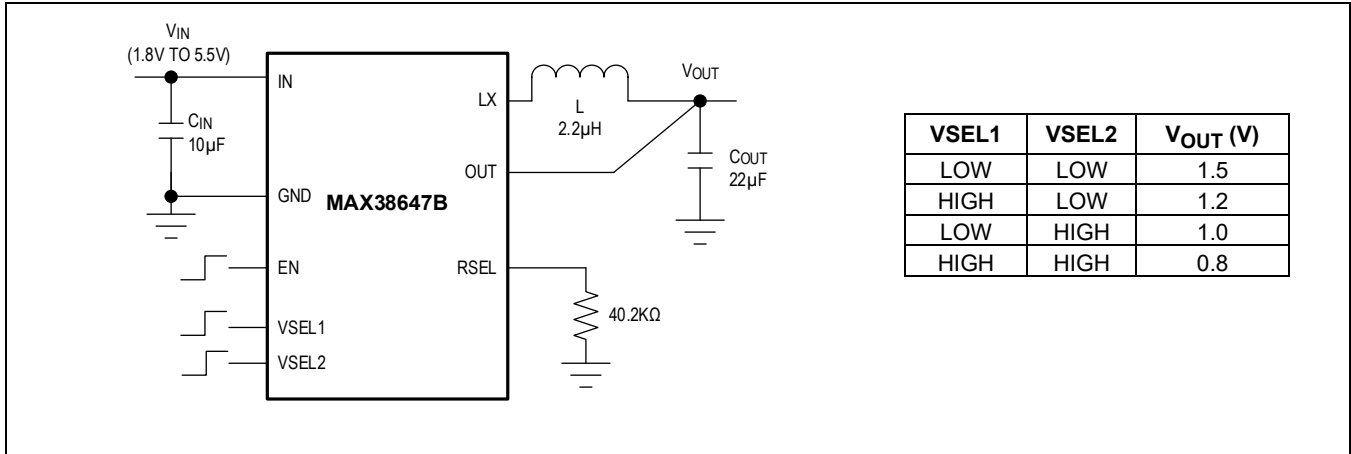 VIN
(1.8V TO 5.5V)
IN
CIN
10µF
GND
MAX38647B
EN
VSEL1
VSEL2
LX
OUT
RSEL
L
2.2µH
VOUT
COUT
22µF
40.2KΩ
VSEL1 VSEL2 VOUT (V)
LOW LOW 1.5
HIGH LOW 1.2
LOW HIGH 1.0
HIGH HIGH 0.8